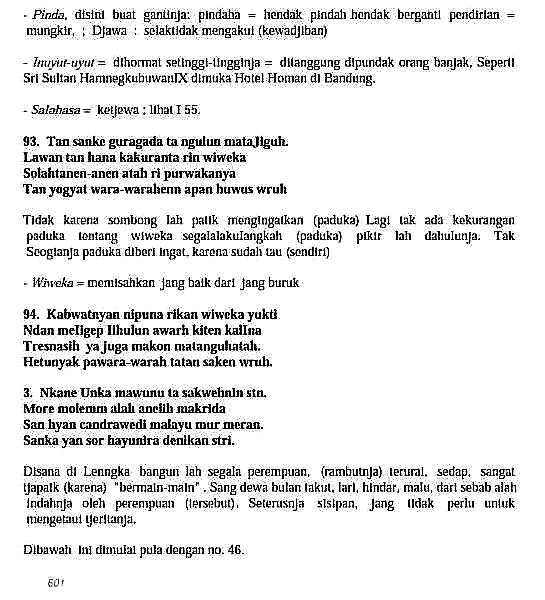 - Pinda, disini buat gantinja: pindaha = hendak pindah hendak berganti pendirian =
mungkir, ; Djawa : selaktidak mengakui (kewadjiban)
- Inuyut-uyut = dihormat setinggi-tingginja = ditanggung dipundak orang banjak, Seperti
Sri Sultan HamnegkubuwanIX dimuka Hotel Homan di Bandung.
- Salahasa = ketjewa ; lihat I 55.
93. Tan sanke guragada ta ngulun matajiguh.
Lawan tan hana kakuranta rin wiweka
Solahtanen-anen atah ri purwakanya
Tan yogyat wara-warahenn apan huwus wruh
Tidak karena sombong lah patik mengingatkan (paduka) Lagi tak ada kekurangan
paduka tentang wiweka segalalakulangkah (paduka) pikir lah dahulunja. Tak
Seogianja paduka diberi ingat, karena sudah tau (sendiri)
- Wiweka = memisahkan jang baik dari jang buruk
94. Kabwatnyan nipuna rikan wiweka yukti
Ndan meligep Ilhulun awarh kiten kalina
Tresnasih ya juga makon matanguhatah.
Hetunyak pawara-warah tatan saken wruh.
3. Nkane Unka mawunu ta sakwehnin stn.
More molemm alah anelih makrida
San hyan candrawedi malayu mur meran.
Sanka yan sor hayunira denikan stri.
Disana di Lenngka bangun lah segala perempuan, (rambutnja) terurai, sedap, sangat
tjapaik (karena) "bermain-main" . Sang dewa bulan takut, lari, hindar, malu, dari sebab alah
indahnja oleh perempuan (tersebut). Seterusnja sisipan, jang tidak perlu untuk
mengetaui tjeritanja.
Dibawah ini dimulai pula dengan no. 46.
601